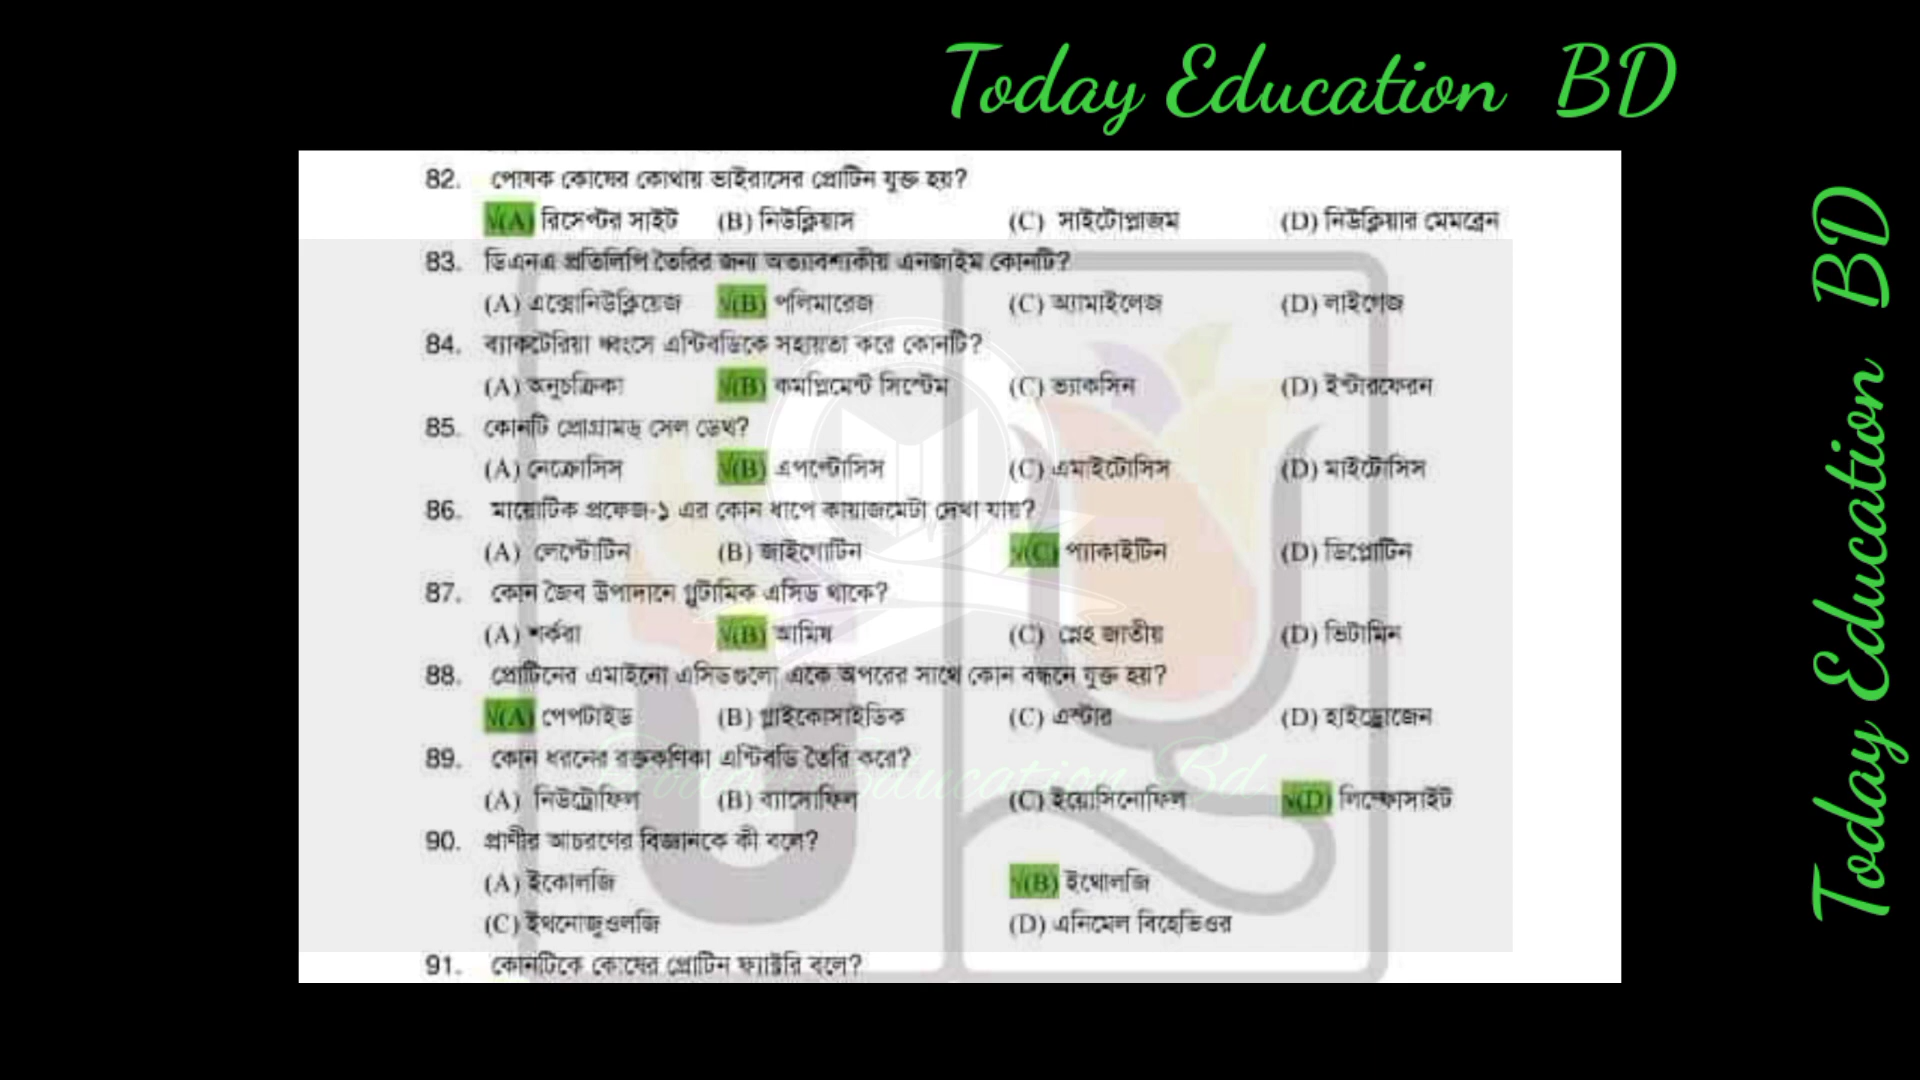 Today Education BD
82. পোষক কোষের কোথায় ভাইরাসের প্রোটিন যুক্ত হয়?
√(A) রিসেপ্টর সাইট (B) নিউক্লিয়াস (C) সাইটোপ্লাজম (D) নিউক্লিয়ার মেমব্রেন
83. ডিএনএ প্রতিলিপি তৈরির জন্য অত্যাবশ্যকীয় এনজাইম কোনটি?
(A) এক্সোনিউক্লিয়েজ √(B) পলিমারেজ (C) অ্যামাইলেজ (D) লাইগেজ
84. ব্যাকটেরিয়া ধ্বংসে এন্টিবডিকে সহায়তা করে কোনটি?
(A) অনুচক্রিকা √(B) কমপ্লিমেন্ট সিস্টেম (C) ভ্যাকসিন (D) ইন্টারফেরন
85. কোনটি প্রোগ্রামড্ সেল ডেথ?
(A) নেক্রোসিস √(B) এপপ্টোসিস (C) এমাইটোসিস (D) মাইটোসিস
86. মায়োটিক প্রফেজ-১ এর কোন ধাপে কায়াজমেটা দেখা যায়?
(A) লেপ্টোটিন (B) জাইগোটিন √(C) প্যাকাইটিন (D) ডিপ্লোটিন
87. কোন জৈব উপাদানে গ্লুটামিক এসিড থাকে?
(A) শর্করা √(B) আমিষ (C) স্নেহ জাতীয় (D) ভিটামিন
88. প্রোটিনের এমাইনো এসিডগুলো একে অপরের সাথে কোন বন্ধনে যুক্ত হয়?
√(A) পেপটাইড (B) গ্লাইকোসাইডিক (C) এস্টার (D) হাইড্রোজেন
89. কোন ধরনের রক্তকণিকা এন্টিবডি তৈরি করে?
(A) নিউট্রোফিল (B) ব্যাসোফিল (C) ইয়োসিনোফিল √(D) লিম্ফোসাইট
90. প্রাণীর আচরণের বিজ্ঞানকে কী বলে?
(A) ইকোলজি √(B) ইথোলজি
(C) ইথনোজুওলজি (D) এনিমেল বিহেভিওর
91. কোনটিকে কোষের প্রোটিন ফ্যাক্টরি বলে?
Today Education Bd.
Today Education BD